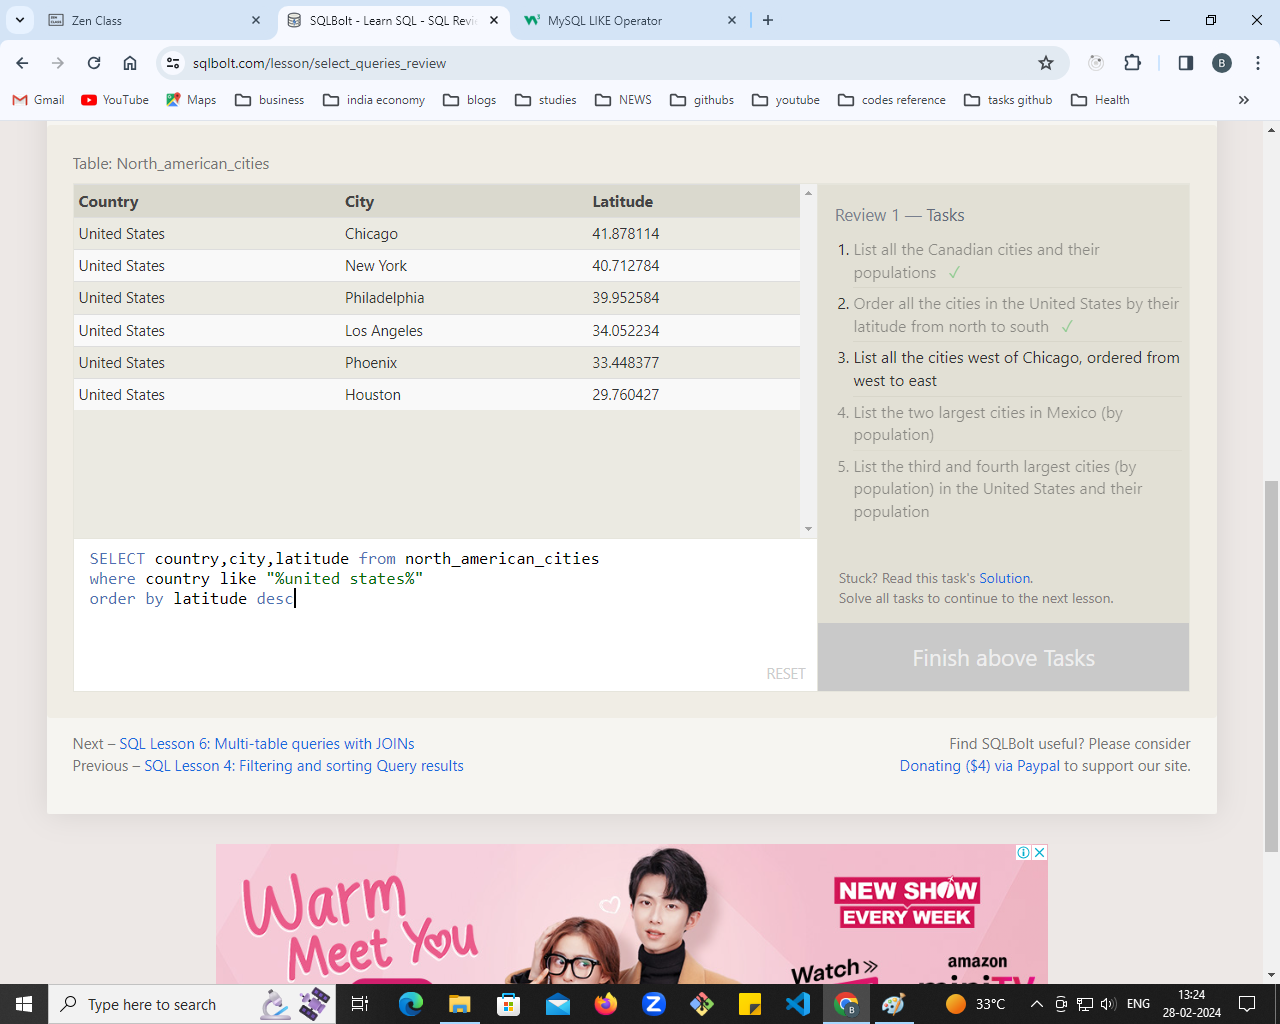 Zen Class
SQLBolt - Learn SQL - SQL Revie
MySQL LIKE Operator
sqlbolt.com/lesson/select_queries_review
B
Gmail
YouTube
Maps
business
india economy
blogs
studies
NEWS
githubs
youtube
codes reference
tasks github
Health
Table: North_american_cities
Country City Latitude
United States Chicago 41.878114
United States New York 40.712784
United States Philadelphia 39.952584
United States Los Angeles 34.052234
United States Phoenix 33.448377
United States Houston 29.760427
SELECT country,city,latitude from north_american_cities
where country like "%united states%"
order by latitude desc
RESET
Review 1 — Tasks
1. List all the Canadian cities and their
populations ✓
2. Order all the cities in the United States by their
latitude from north to south ✓
3. List all the cities west of Chicago, ordered from
west to east
4. List the two largest cities in Mexico (by
population)
5. List the third and fourth largest cities (by
population) in the United States and their
population
Stuck? Read this task's Solution.
Solve all tasks to continue to the next lesson.
Finish above Tasks
Next – SQL Lesson 6: Multi-table queries with JOINs
Previous – SQL Lesson 4: Filtering and sorting Query results
Find SQLBolt useful? Please consider
Donating ($4) via Paypal to support our site.
Warm
Meet You
NEW SHOW
EVERY WEEK
Watch
amazon
miniTV
Type here to search
33°C
ENG
13:24
28-02-2024